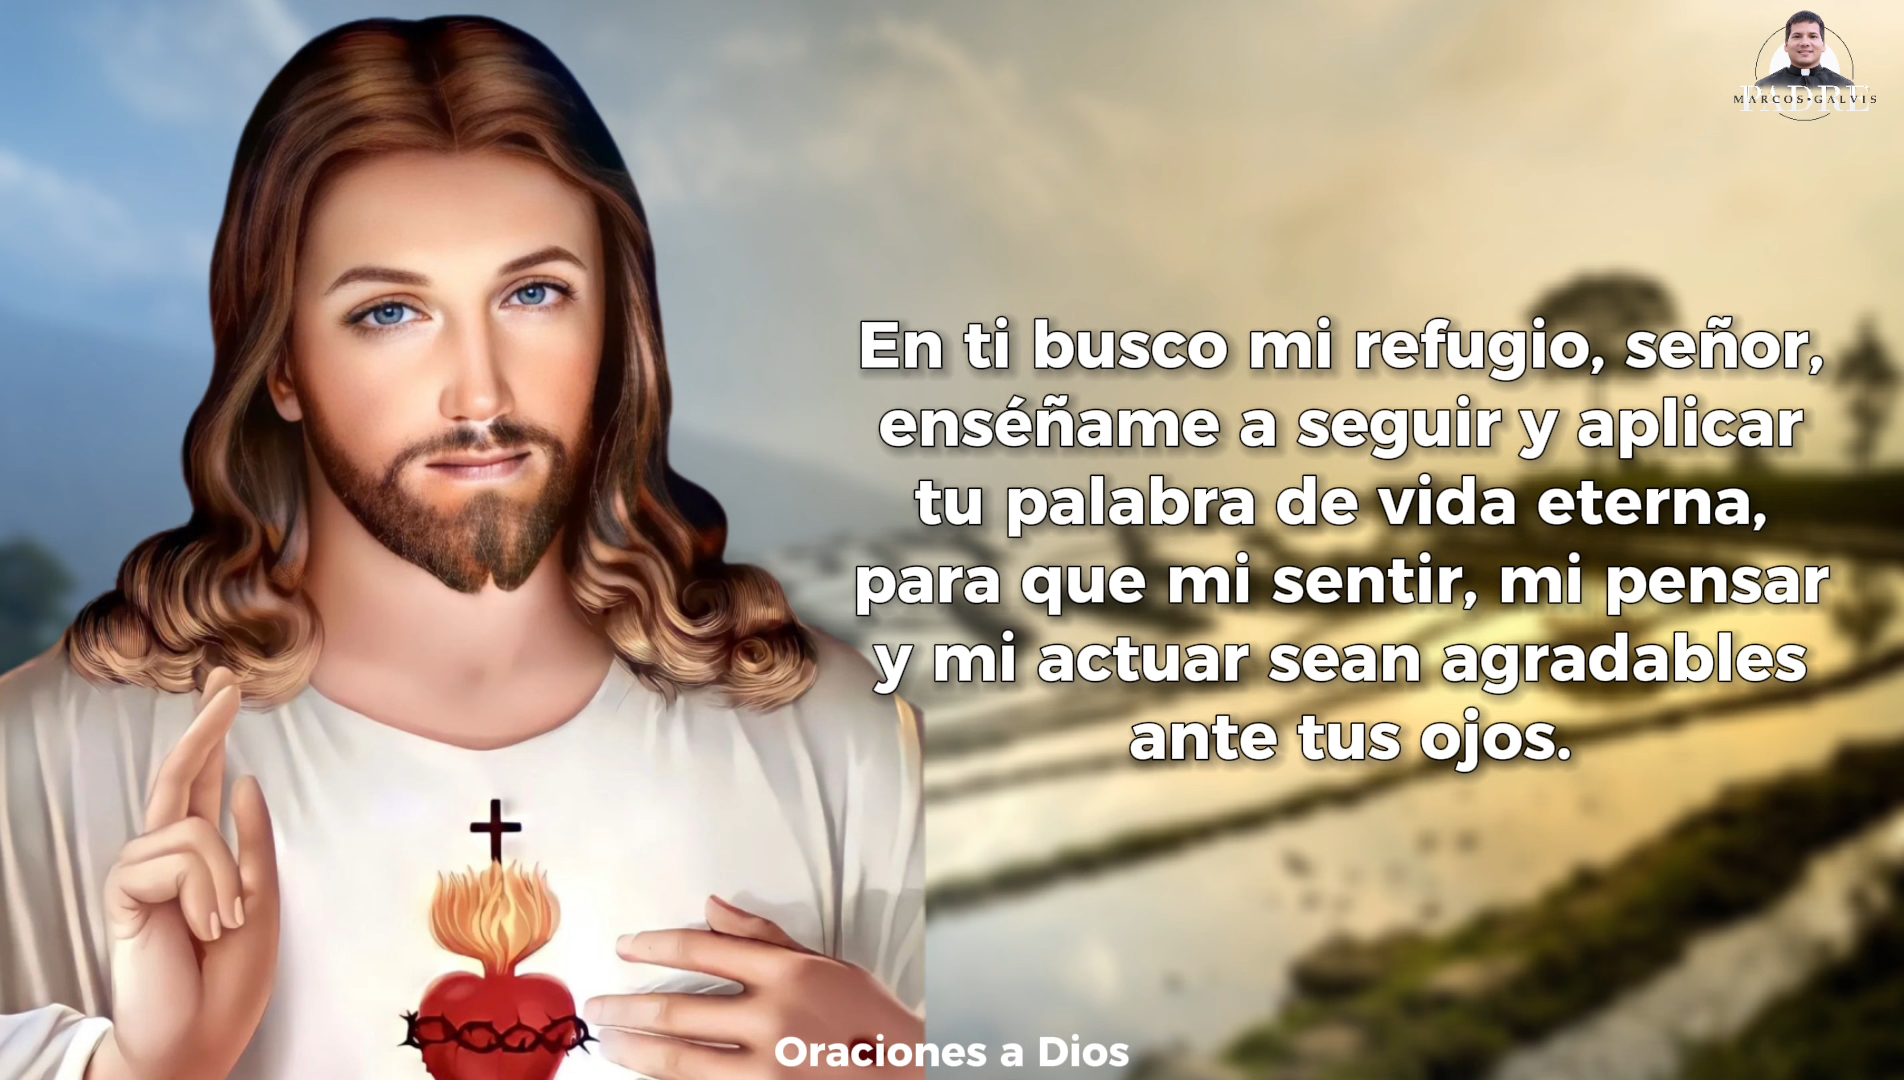 PADRE
MARCOS•GALVIS
En ti busco mi refugio, señor,
enséñame a seguir y aplicar
tu palabra de vida eterna,
para que mi sentir, mi pensar
y mi actuar sean agradables
ante tus ojos.
Oraciones a Dios